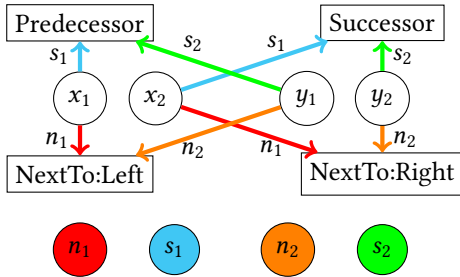 Predecessor Successor
s₁ s₂ s₁ s₂
x₁ x₂ y₁ y₂
n₁ n₂ n₁ n₂
NextTo:Left NextTo:Right
n₁ s₁ n₂ s₂